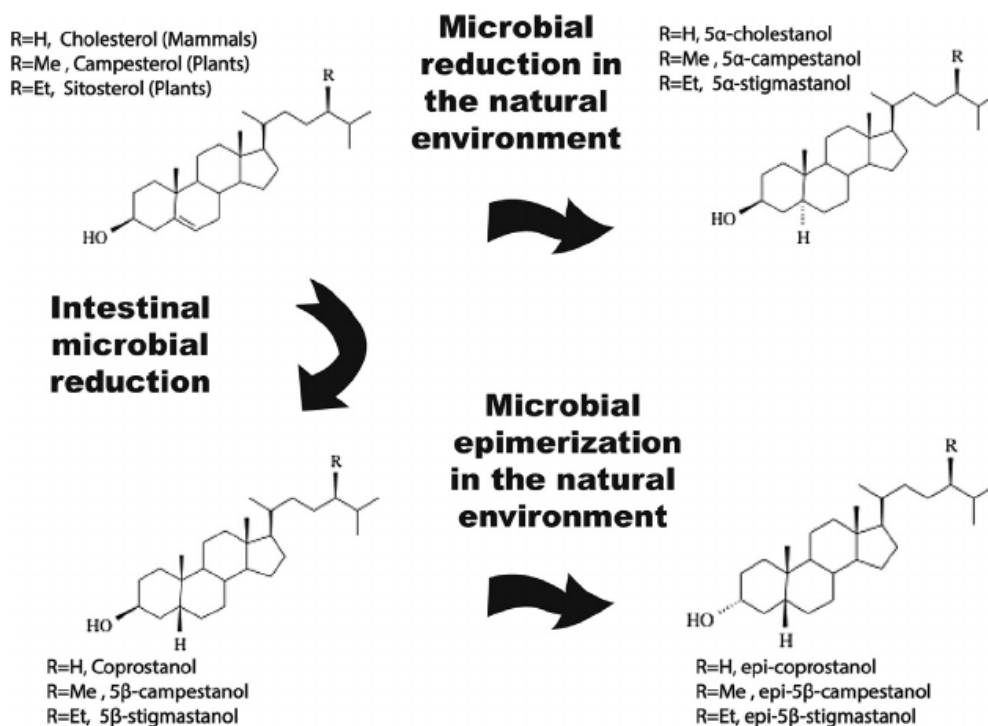 R=H, Cholesterol (Mammals)
R=Me , Campesterol (Plants)
R=Et, Sitosterol (Plants)
R
HO
Microbial
reduction in
the natural
environment
R=H, 5α-cholestanol
R=Me , 5α-campestanol
R=Et, 5α-stigmastanol
R
HO
H
Intestinal
microbial
reduction
Microbial
epimerization
in the natural
environment
R
HO
H
R=H, Coprostanol
R=Me , 5β-campestanol
R=Et, 5β-stigmastanol
R
HO
H
R=H, epi-coprostanol
R=Me , epi-5β-campestanol
R=Et, epi-5β-stigmastanol